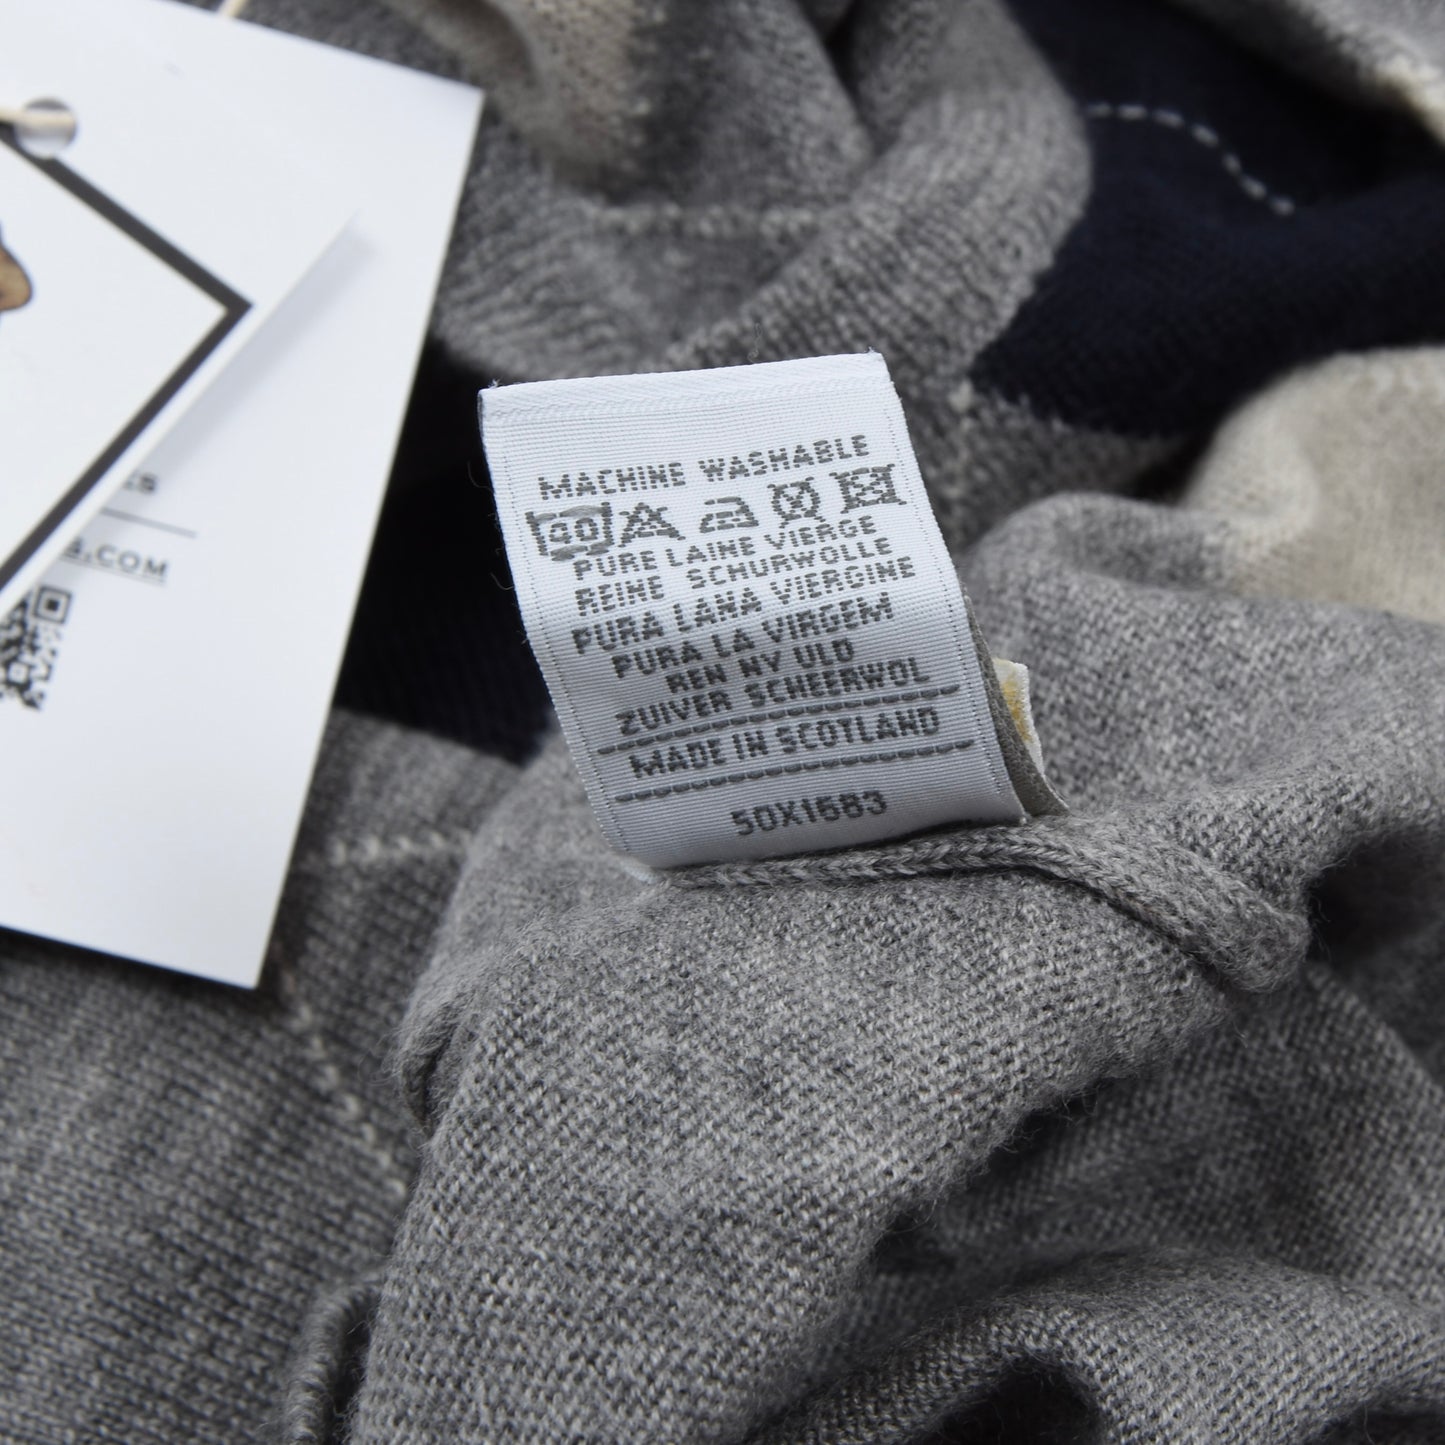 MACHINE WASHABLE
40
PURE LAINE VIERGE
REINE SCHURWOLLE
PURA LANA VIERGINE
PURA LA VIRGEM
REN NY ULD
ZUIVER SCHEERWOL
MADE IN SCOTLAND
50X1683
.COM